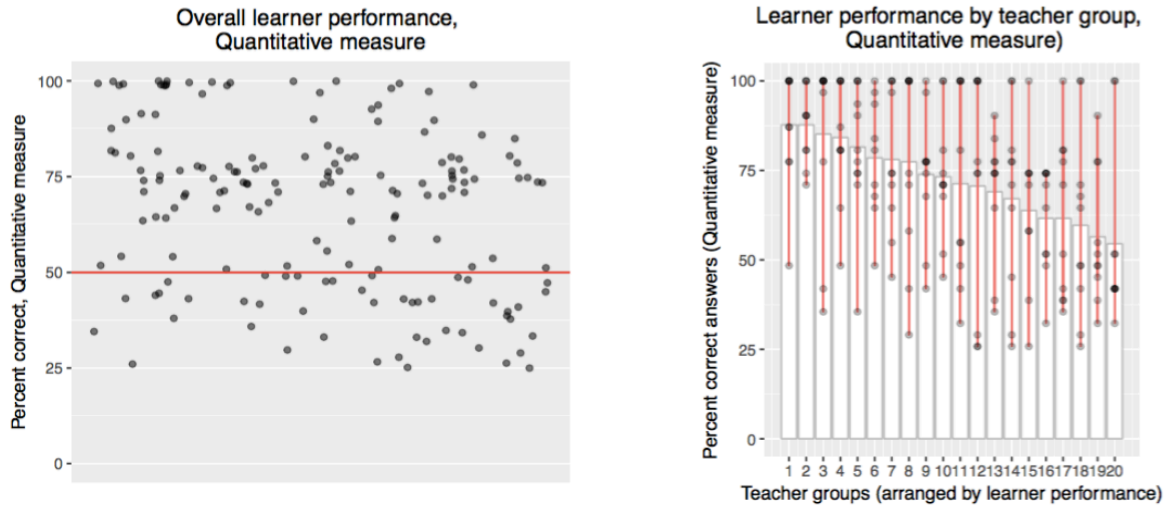 Overall learner performance,
Quantitative measure
Percent correct, Quantitative measure
100
75
50
25
0
Learner performance by teacher group,
Quantitative measure)
Percent correct answers (Quantitative measure)
100
75
50
25
0
1 2 3 4 5 6 7 8 9 10 11 12 13 14 15 16 17 18 19 20
Teacher groups (arranged by learner performance)